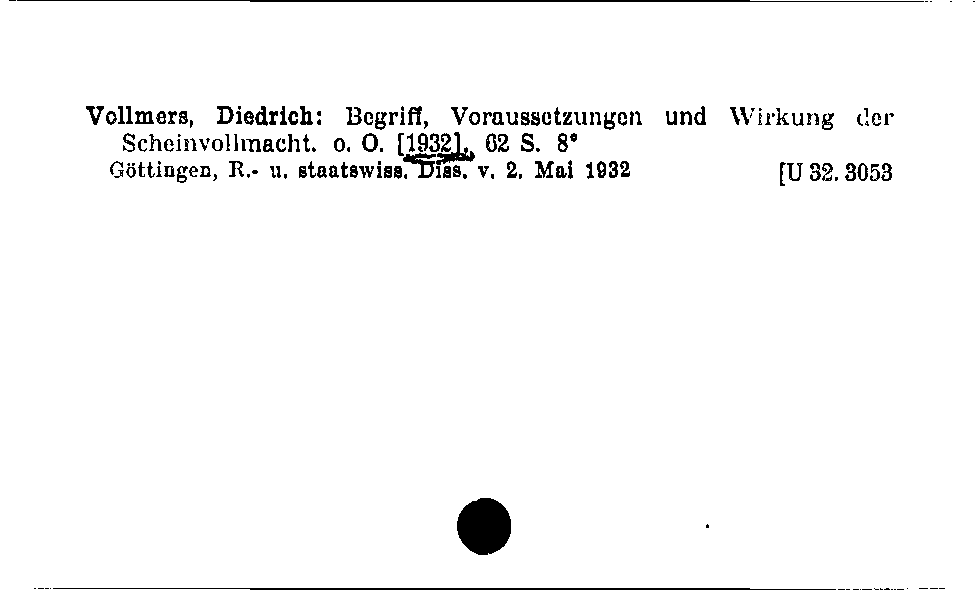 Vollmers, Diedrich: Begriff, Voraussetzungen und Wirkung der
Scheinvollmacht. o. O. [1932]. 62 S. 8°
Göttingen, R.- u. staatswiss. Diss. v. 2. Mai 1932 [U 32. 3053